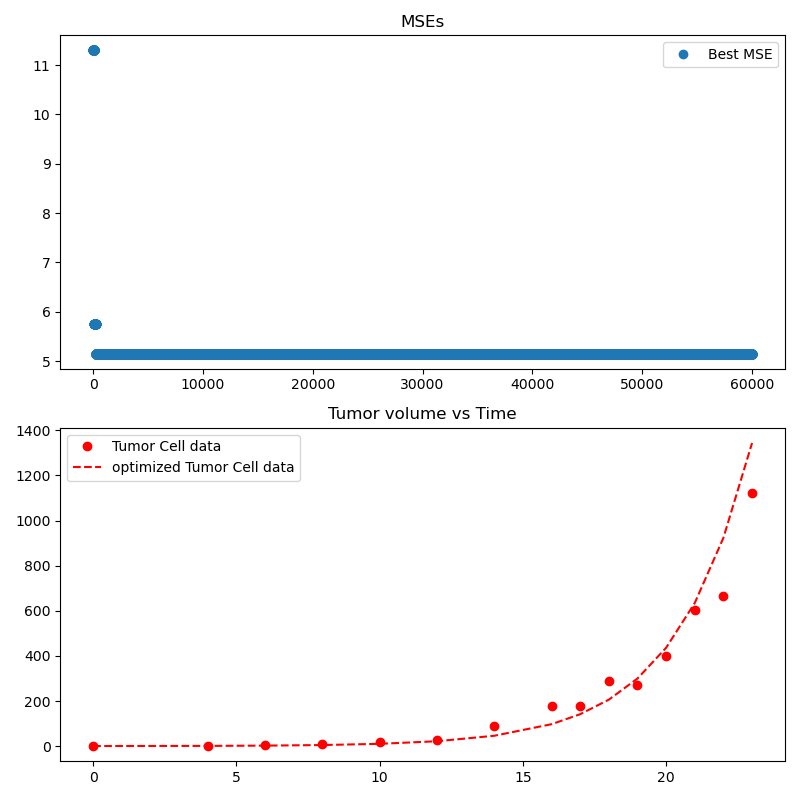 MSEs
11
10
9
8
7
6
5
Best MSE
0 10000 20000 30000 40000 50000 60000
Tumor volume vs Time
1400
1200
1000
800
600
400
200
0
Tumor Cell data
optimized Tumor Cell data
0 5 10 15 20